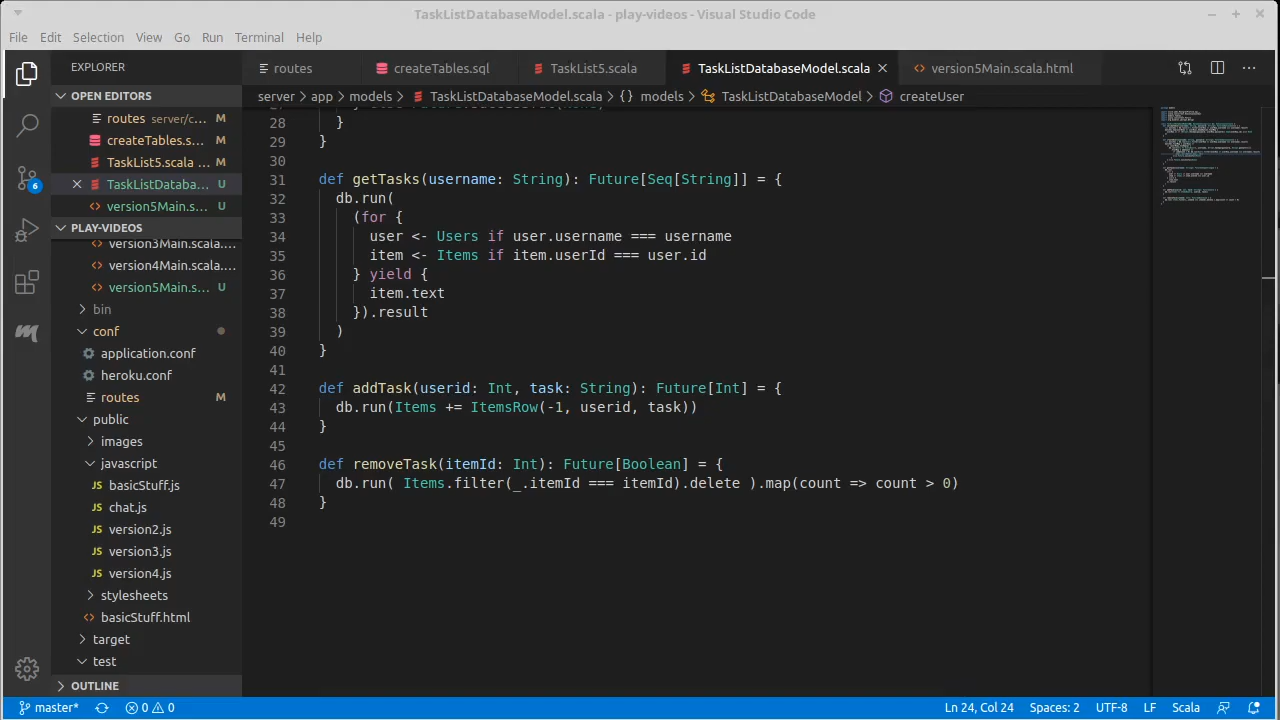 TaskListDatabaseModel.scala - play-videos - Visual Studio Code
File Edit Selection View Go Run Terminal Help
EXPLORER
routes
createTables.sql
TaskList5.scala
TaskListDatabaseModel.scala
version5Main.scala.html
OPEN EDITORS
server > app > models > TaskListDatabaseModel.scala > {} models > TaskListDatabaseModel > createUser
routes server/c... M
createTables.s... M
TaskList5.scala ... M
TaskListDataba... U
version5Main.s... U
PLAY-VIDEOS
version3Main.scala....
version4Main.scala....
version5Main.s... U
bin
conf
application.conf
heroku.conf
routes M
public
images
javascript
JS basicStuff.js
JS chat.js
JS version2.js
JS version3.js
JS version4.js
stylesheets
basicStuff.html
target
test
OUTLINE
6
28 }
29 }
30
31 def getTasks(username: String): Future[Seq[String]] = {
32 db.run(
33 (for {
34 user <- Users if user.username === username
35 item <- Items if item.userId === user.id
36 } yield {
37 item.text
38 }).result
39 )
40 }
41
42 def addTask(userid: Int, task: String): Future[Int] = {
43 db.run(Items += ItemsRow(-1, userid, task))
44 }
45
46 def removeTask(itemId: Int): Future[Boolean] = {
47 db.run( Items.filter(_.itemId === itemId).delete ).map(count => count > 0)
48 }
49
master* 0 0 Ln 24, Col 24 Spaces: 2 UTF-8 LF Scala